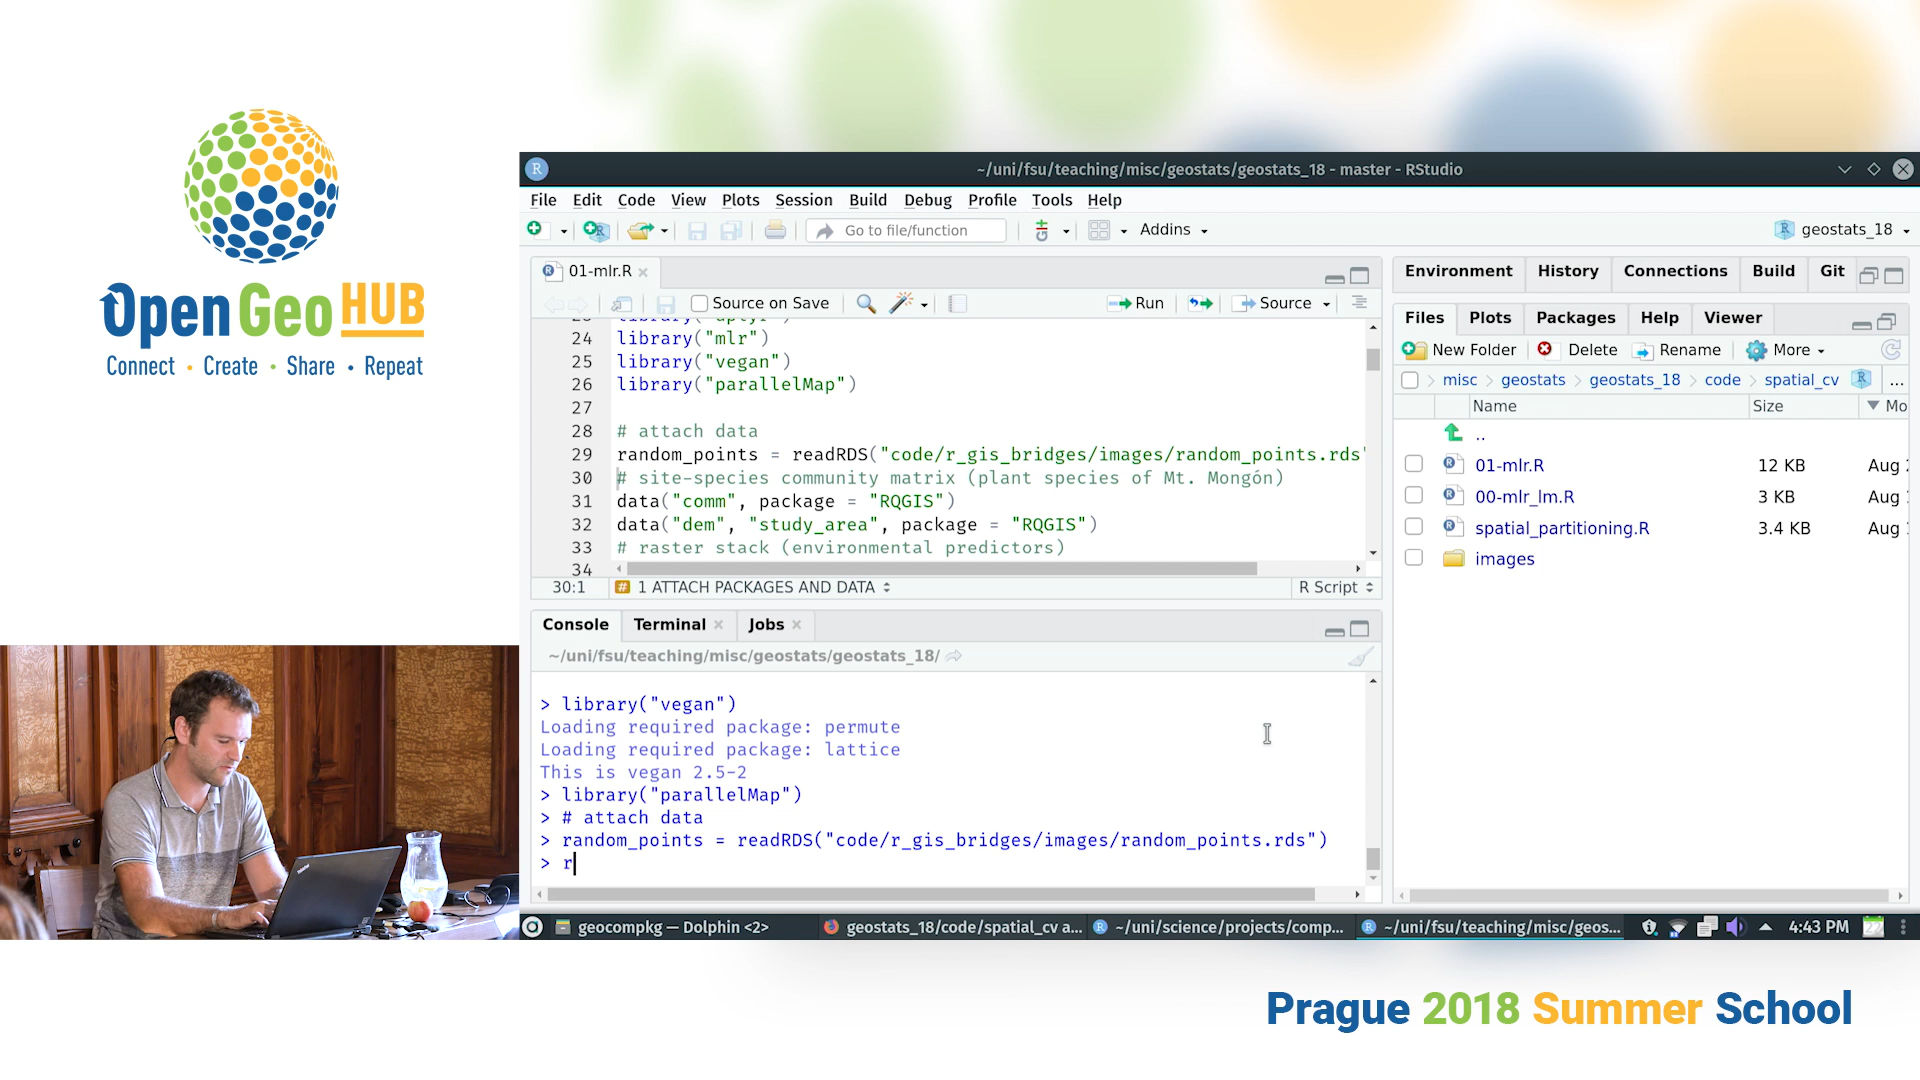 Open Geo HUB
Connect • Create • Share • Repeat
~/uni/fsu/teaching/misc/geostats/geostats_18 - master - RStudio
File Edit Code View Plots Session Build Debug Profile Tools Help
Go to file/function
Addins
geostats_18
01-mlr.R
Source on Save
Run
Source
24 library("mlr")
25 library("vegan")
26 library("parallelMap")
27
28 # attach data
29 random_points = readRDS("code/r_gis_bridges/images/random_points.rds"
30 # site-species community matrix (plant species of Mt. Mongón)
31 data("comm", package = "RQGIS")
32 data("dem", "study_area", package = "RQGIS")
33 # raster stack (environmental predictors)
34
30:1 # 1 ATTACH PACKAGES AND DATA R Script
Console Terminal Jobs
~/uni/fsu/teaching/misc/geostats/geostats_18/
> library("vegan")
Loading required package: permute
Loading required package: lattice
This is vegan 2.5-2
> library("parallelMap")
> # attach data
> random_points = readRDS("code/r_gis_bridges/images/random_points.rds")
> r
Environment History Connections Build Git
Files Plots Packages Help Viewer
New Folder Delete Rename More
misc geostats geostats_18 code spatial_cv R ...
Name Size Mo
..
01-mlr.R 12 KB Aug
00-mlr_lm.R 3 KB Aug
spatial_partitioning.R 3.4 KB Aug
images
geocompkg — Dolphin <2> geostats_18/code/spatial_cv a... ~/uni/science/projects/comp... ~/uni/fsu/teaching/misc/geos... 4:43 PM
Prague 2018 Summer School